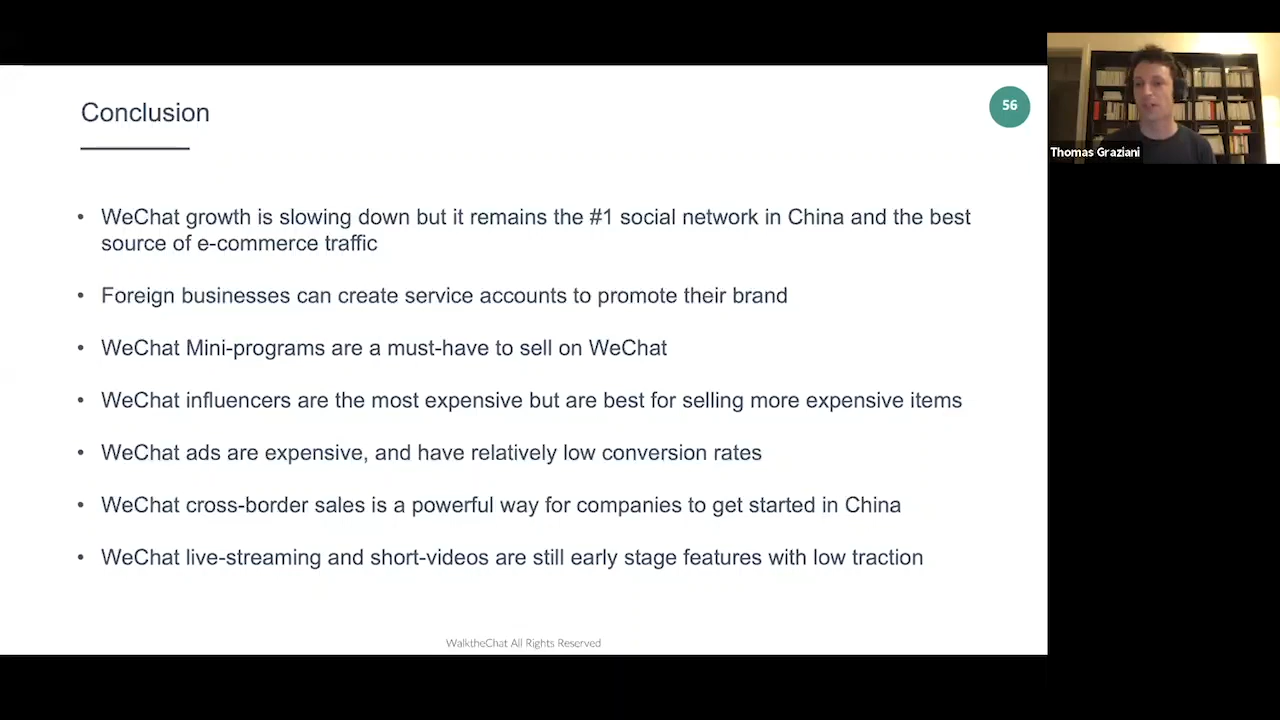 Conclusion
56
Thomas Graziani
• WeChat growth is slowing down but it remains the #1 social network in China and the best
source of e-commerce traffic
• Foreign businesses can create service accounts to promote their brand
• WeChat Mini-programs are a must-have to sell on WeChat
• WeChat influencers are the most expensive but are best for selling more expensive items
• WeChat ads are expensive, and have relatively low conversion rates
• WeChat cross-border sales is a powerful way for companies to get started in China
• WeChat live-streaming and short-videos are still early stage features with low traction
WalktheChat All Rights Reserved